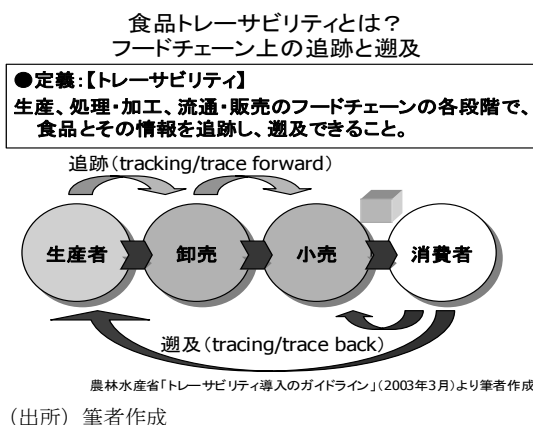 食品トレーサビリティとは？
フードチェーン上の追跡と遡及
●定義：【トレーサビリティ】
生産、処理・加工、流通・販売のフードチェーンの各段階で、
食品とその情報を追跡し、遡及できること。
追跡（tracking/trace forward）
生産者 卸売 小売 消費者
遡及（tracing/trace back）
農林水産省「トレーサビリティ導入のガイドライン」（2003年3月）より筆者作成
（出所）筆者作成